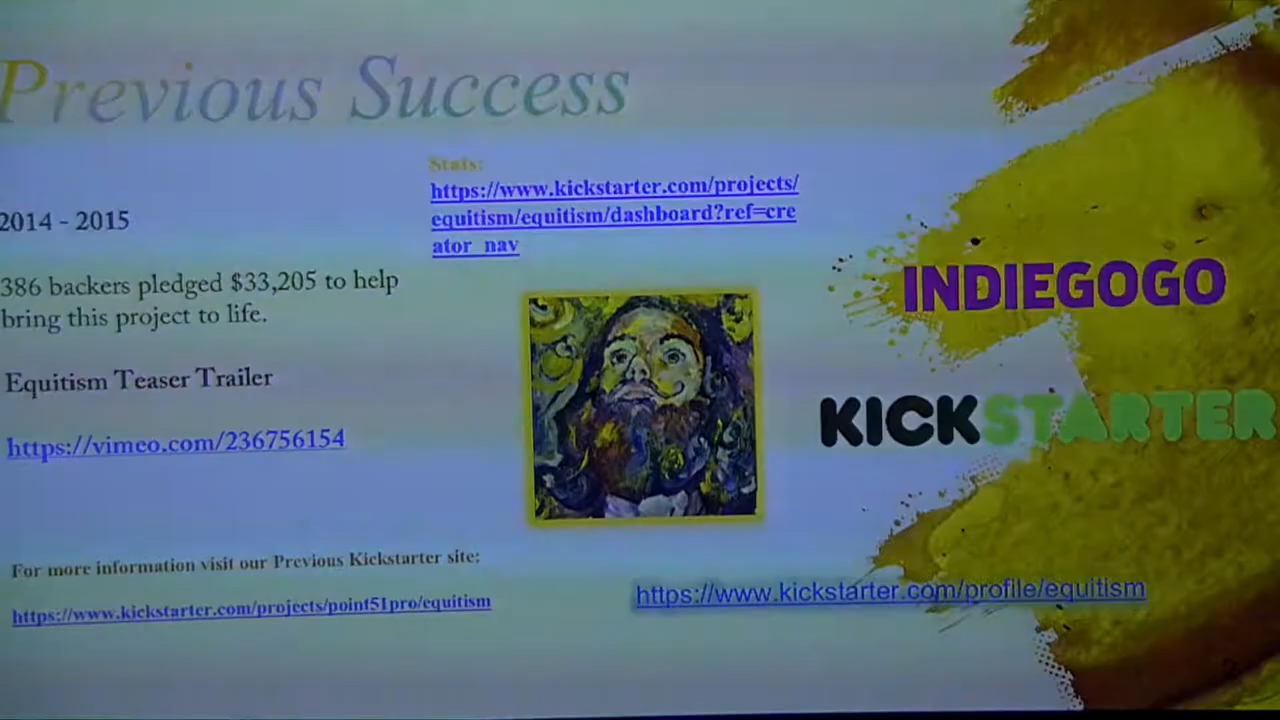 Previous Success
Stats:
https://www.kickstarter.com/projects/
equitism/equitism/dashboard?ref=cre
ator_nav
2014 - 2015
386 backers pledged $33,205 to help
bring this project to life.
Equitism Teaser Trailer
https://vimeo.com/236756154
INDIEGOGO
KICKSTARTER
For more information visit our Previous Kickstarter site:
https://www.kickstarter.com/projects/point51pro/equitism
https://www.kickstarter.com/profile/equitism